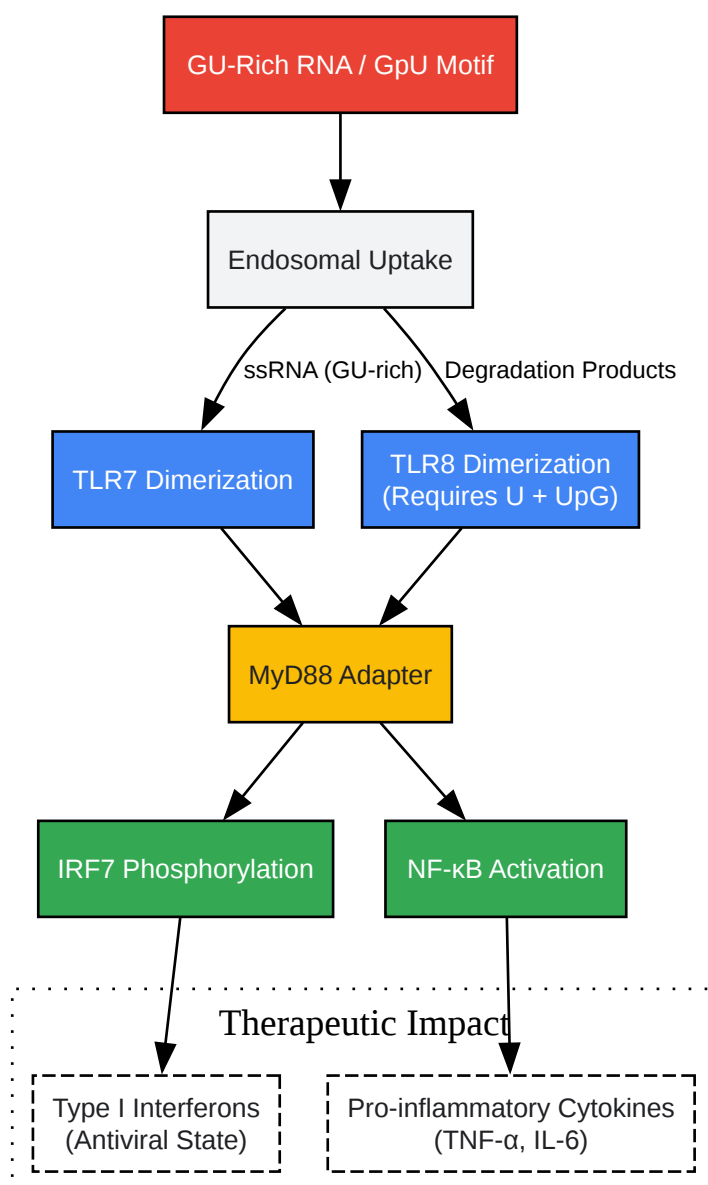 GU-Rich RNA / GpU Motif
Endosomal Uptake
ssRNA (GU-rich)
Degradation Products
TLR7 Dimerization
TLR8 Dimerization
(Requires U + UpG)
MyD88 Adapter
IRF7 Phosphorylation
NF-κB Activation
Therapeutic Impact
Type I Interferons
(Antiviral State)
Pro-inflammatory Cytokines
(TNF-α, IL-6)